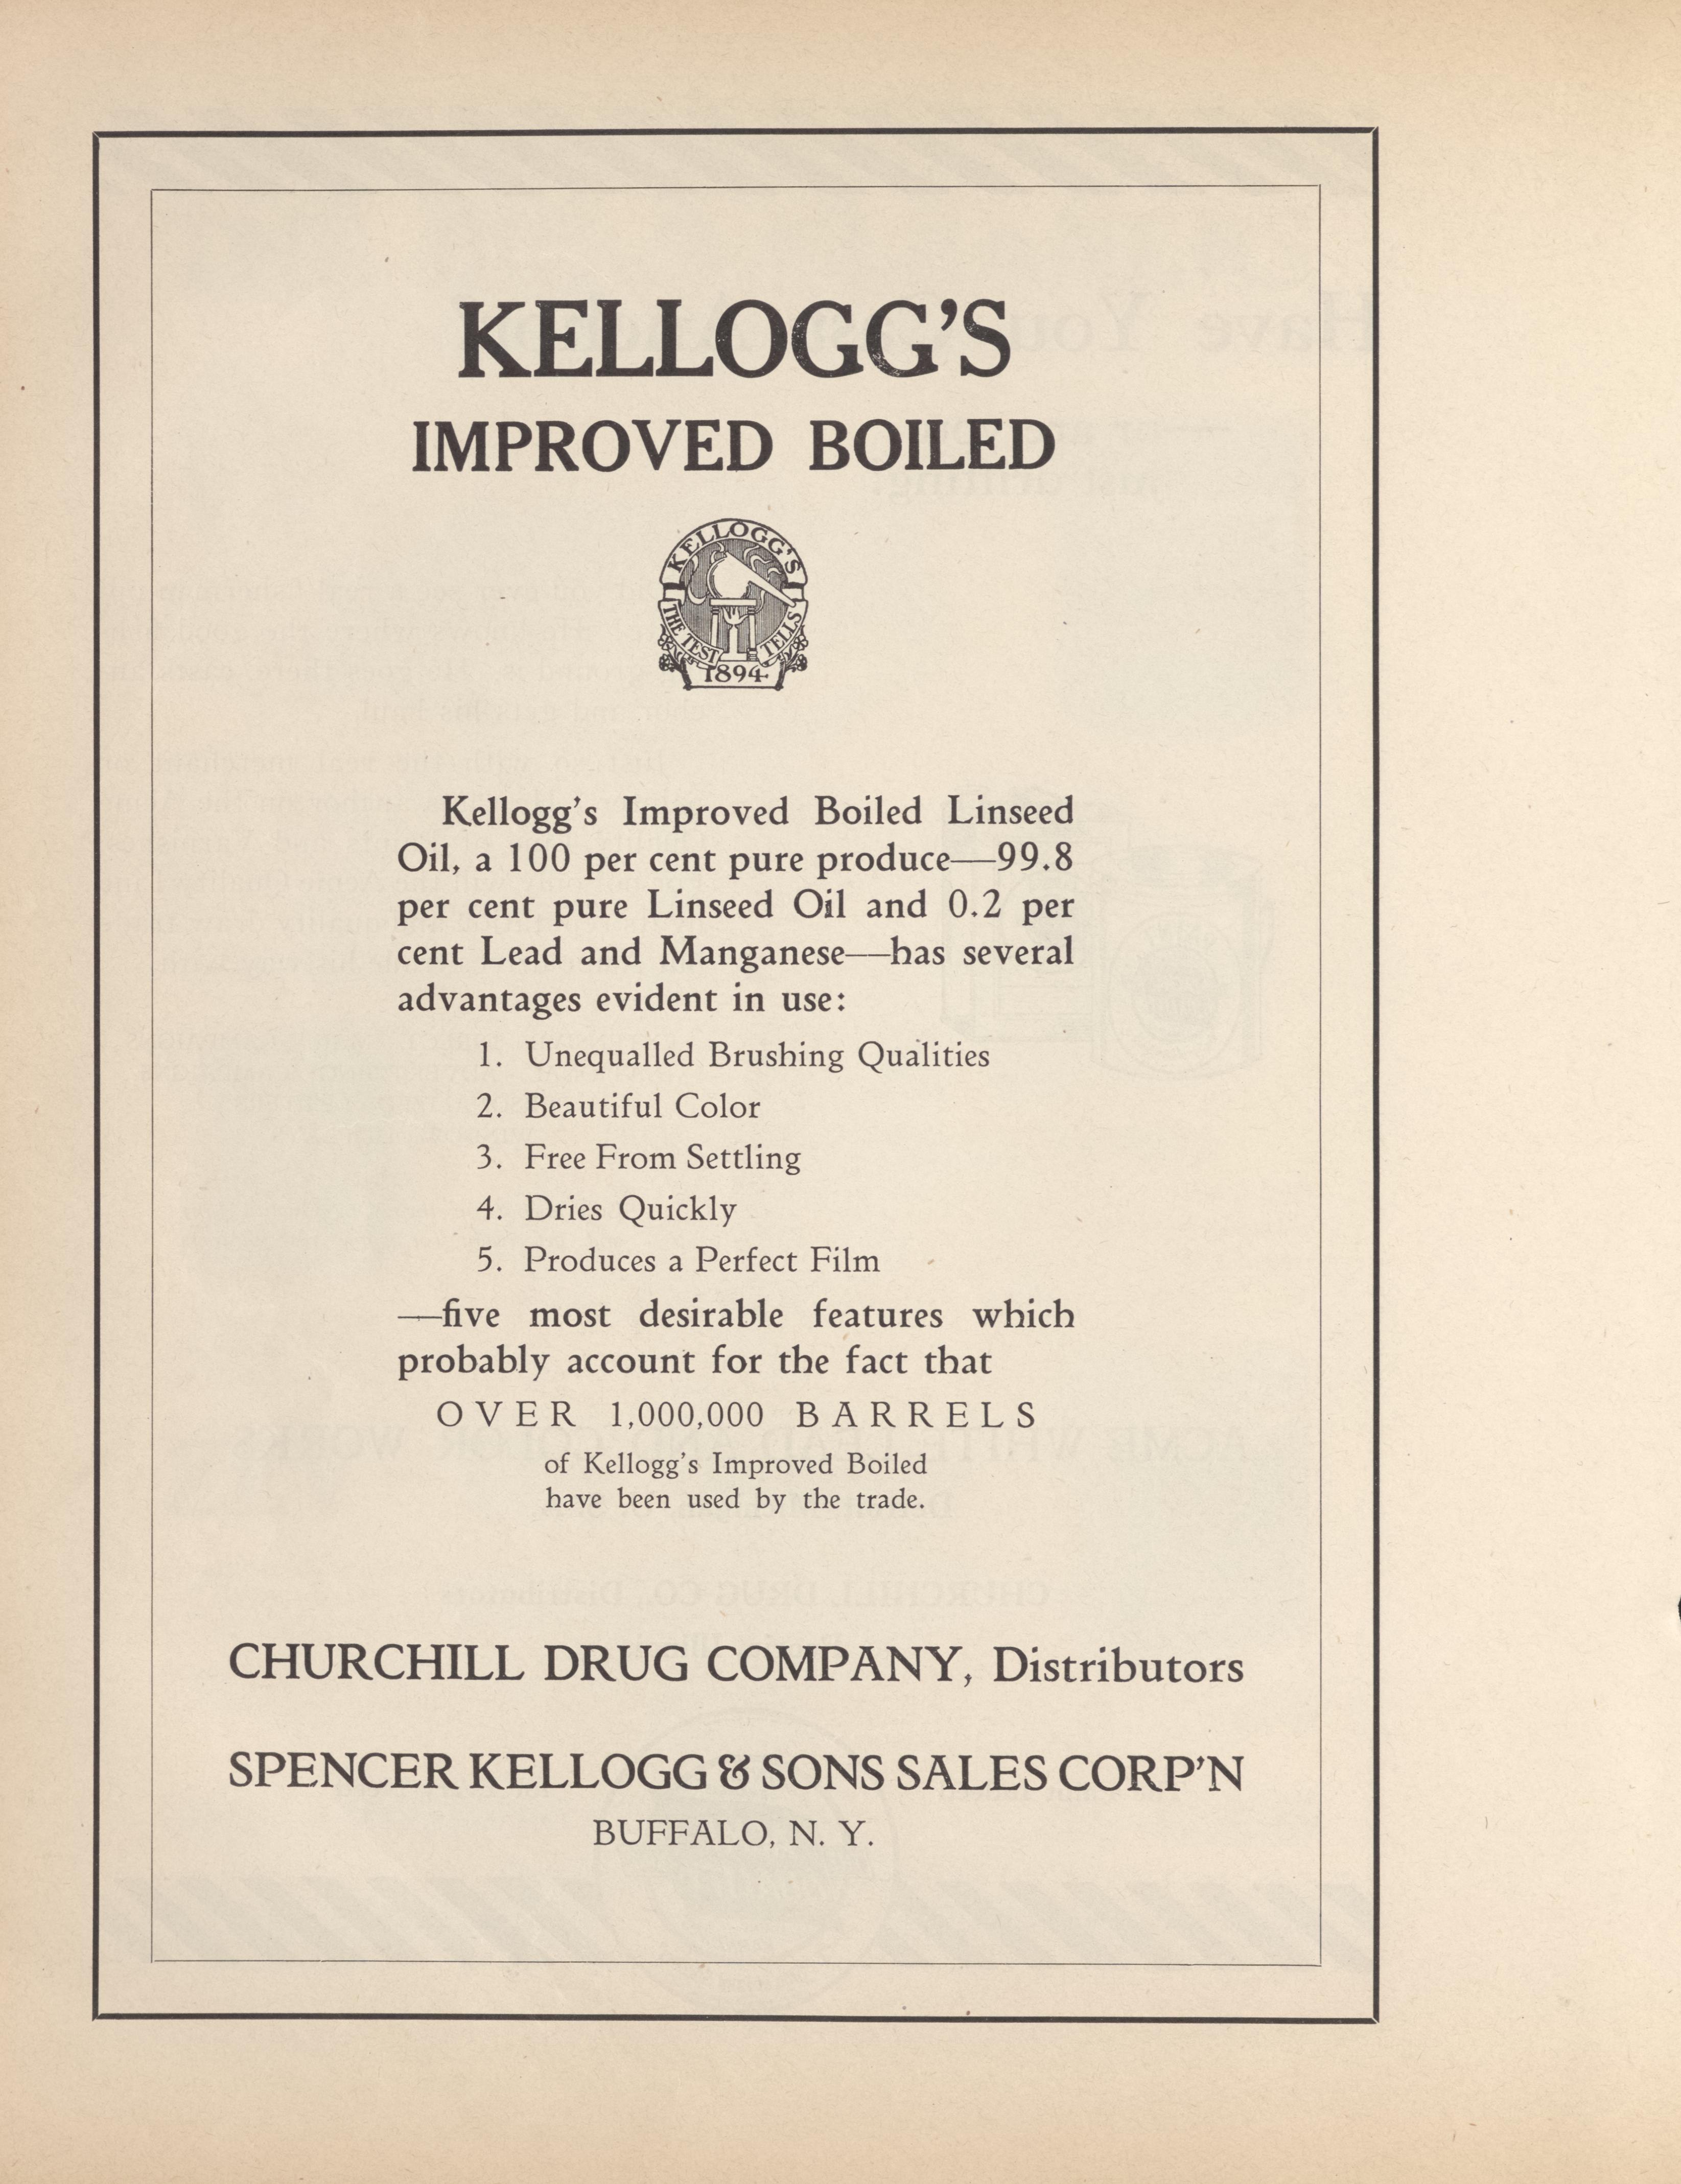 KELLOGG'S
IMPROVED BOILED
KELLOGG'S
THE TEST TELLS
1894
Kellogg's Improved Boiled Linseed
Oil, a 100 per cent pure produce—99.8
per cent pure Linseed Oil and 0.2 per
cent Lead and Manganese—has several
advantages evident in use:
1. Unequalled Brushing Qualities
2. Beautiful Color
3. Free From Settling
4. Dries Quickly
5. Produces a Perfect Film
—five most desirable features which
probably account for the fact that
OVER 1,000,000 BARRELS
of Kellogg's Improved Boiled
have been used by the trade.
CHURCHILL DRUG COMPANY, Distributors
SPENCER KELLOGG & SONS SALES CORP'N
BUFFALO, N. Y.